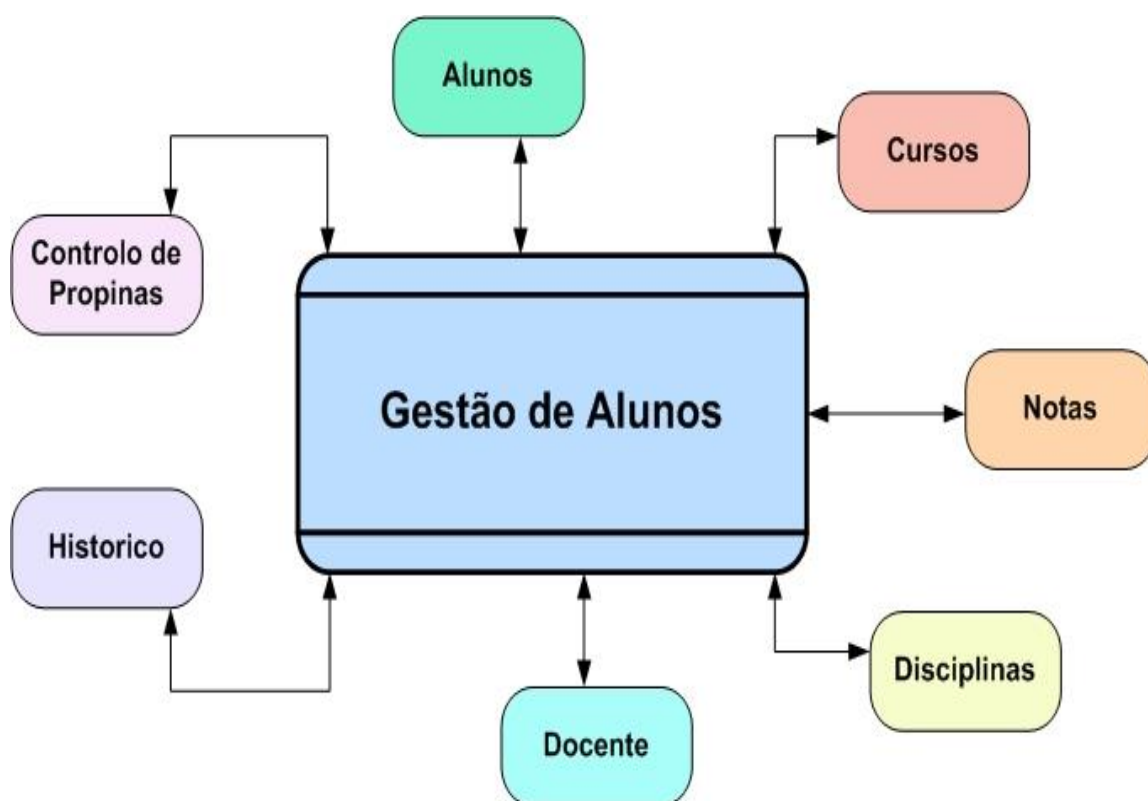 Alunos
Cursos
Controlo de
Propinas
Gestão de Alunos
Notas
Historico
Disciplinas
Docente